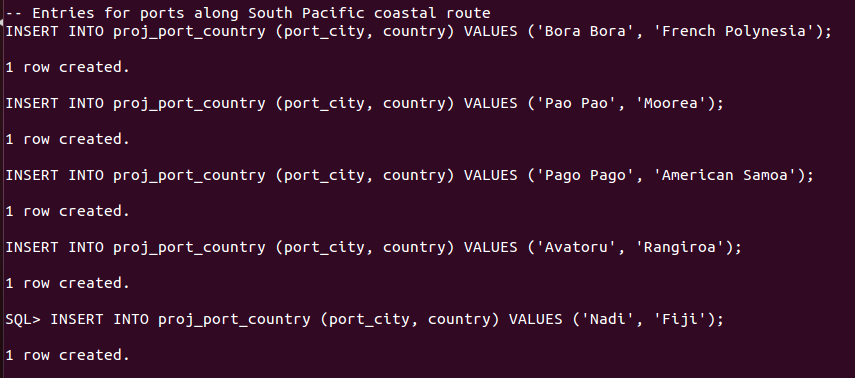 -- Entries for ports along South Pacific coastal route
INSERT INTO proj_port_country (port_city, country) VALUES ('Bora Bora', 'French Polynesia');
1 row created.
INSERT INTO proj_port_country (port_city, country) VALUES ('Pao Pao', 'Moorea');
1 row created.
INSERT INTO proj_port_country (port_city, country) VALUES ('Pago Pago', 'American Samoa');
1 row created.
INSERT INTO proj_port_country (port_city, country) VALUES ('Avatoru', 'Rangiroa');
1 row created.
SQL> INSERT INTO proj_port_country (port_city, country) VALUES ('Nadi', 'Fiji');
1 row created.